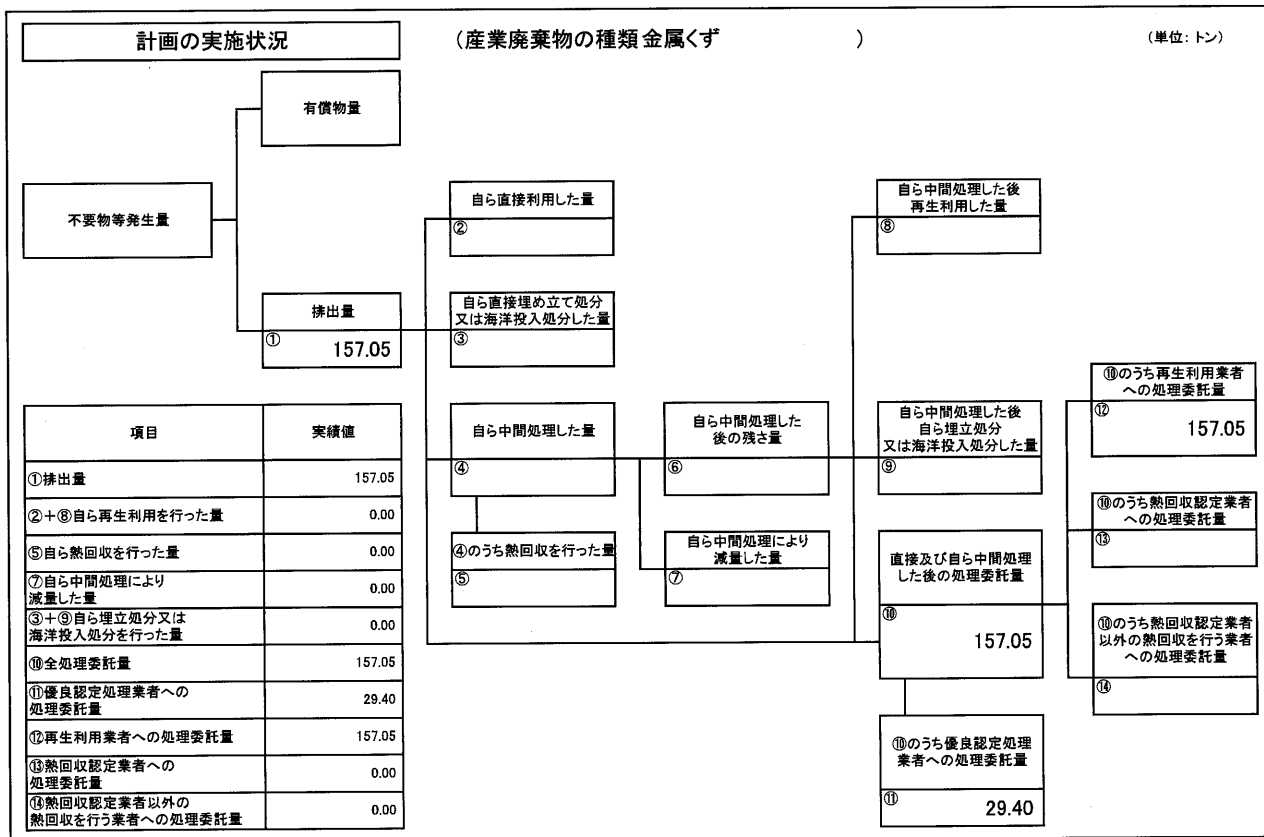 計画の実施状況
(産業廃棄物の種類 金属くず )
(単位:トン)
有償物量
不要物等発生量
排出量
①
157.05
自ら直接利用した量
②
自ら直接埋め立て処分
又は海洋投入処分した量
③
自ら中間処理した量
④
④のうち熱回収を行った量
⑤
自ら中間処理した
後の残さ量
⑥
自ら中間処理により
減量した量
⑦
自ら中間処理した後
再生利用した量
⑧
自ら中間処理した後
自ら埋立処分
又は海洋投入処分した量
⑨
直接及び自ら中間処理
した後の処理委託量
⑩
157.05
⑩のうち優良認定処理
業者への処理委託量
⑪
29.40
⑩のうち再生利用業者
への処理委託量
⑫
157.05
⑩のうち熱回収認定業者
への処理委託量
⑬
⑩のうち熱回収認定業者
以外の熱回収を行う業者
への処理委託量
⑭
項目 実績値
①排出量 157.05
②+⑧自ら再生利用を行った量 0.00
⑤自ら熱回収を行った量 0.00
⑦自ら中間処理により
減量した量 0.00
③+⑨自ら埋立処分又は
海洋投入処分を行った量 0.00
⑩全処理委託量 157.05
⑪優良認定処理業者への
処理委託量 29.40
⑫再生利用業者への処理委託量 157.05
⑬熱回収認定業者への
処理委託量 0.00
⑭熱回収認定業者以外の
熱回収を行う業者への処理委託量 0.00